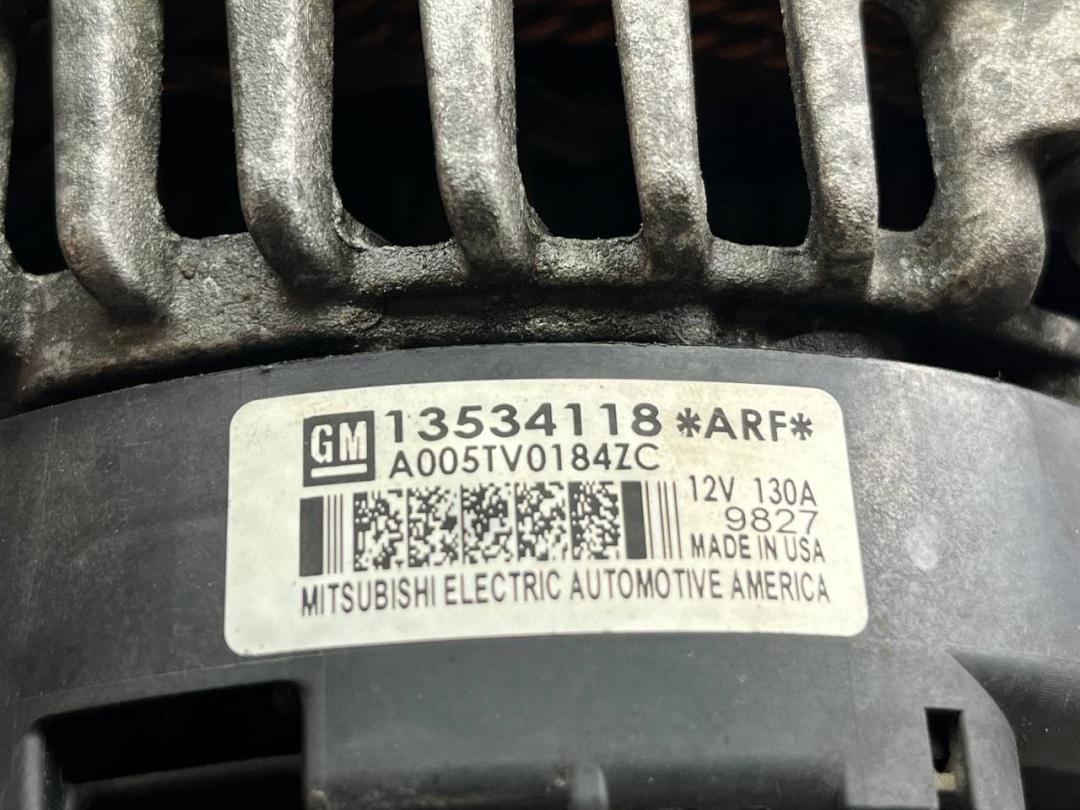 GM 13534118 *ARF*
A005TV0184ZC
12V 130A
9827
MADE IN USA
MITSUBISHI ELECTRIC AUTOMOTIVE AMERICA